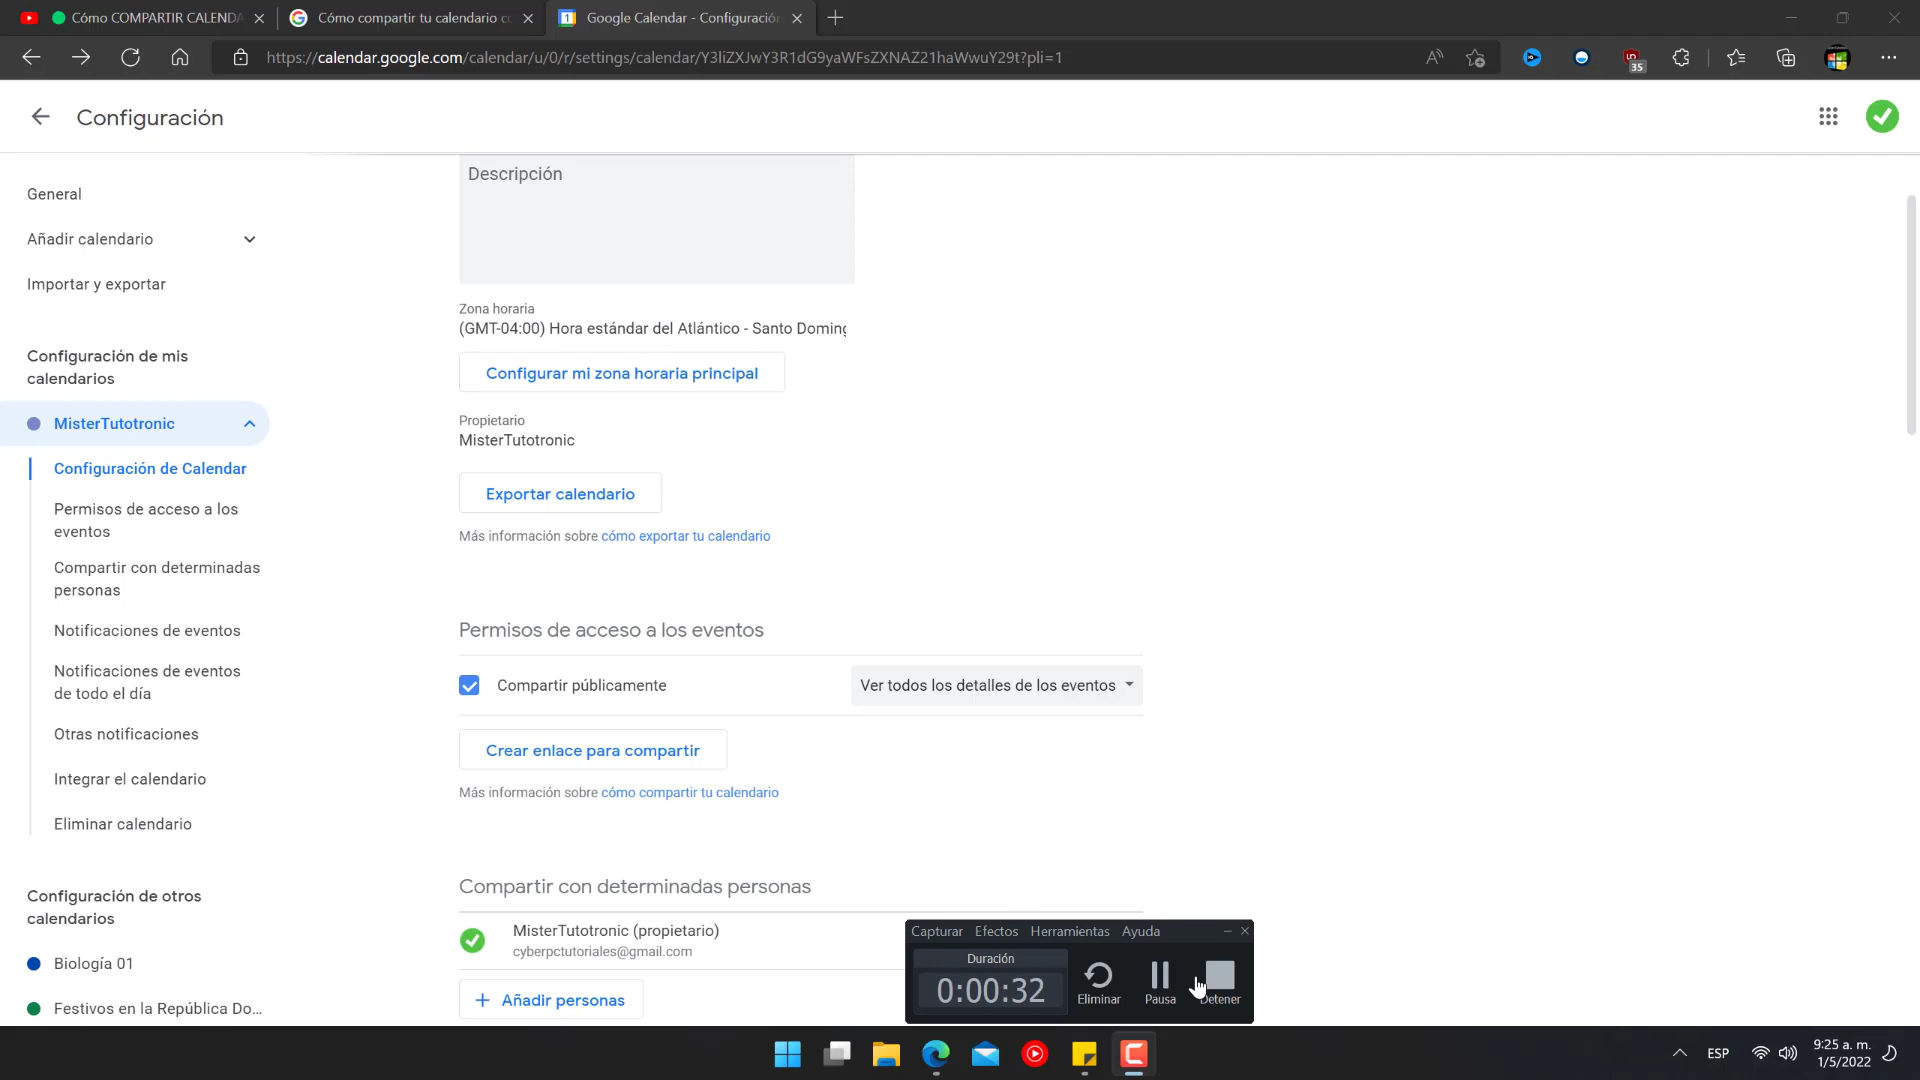 Cómo COMPARTIR CALENDA
Cómo compartir tu calendario co
Google Calendar - Configuración
https://calendar.google.com/calendar/u/0/r/settings/calendar/Y3liZXJwY3R1dG9yaWFsZXNAZ21haWwuY29t?pli=1
35
Configuración
General
Añadir calendario
Importar y exportar
Configuración de mis
calendarios
MisterTutotronic
Configuración de Calendar
Permisos de acceso a los
eventos
Compartir con determinadas
personas
Notificaciones de eventos
Notificaciones de eventos
de todo el día
Otras notificaciones
Integrar el calendario
Eliminar calendario
Configuración de otros
calendarios
Biología 01
Festivos en la República Do...
Descripción
Zona horaria
(GMT-04:00) Hora estándar del Atlántico - Santo Doming
Configurar mi zona horaria principal
Propietario
MisterTutotronic
Exportar calendario
Más información sobre cómo exportar tu calendario
Permisos de acceso a los eventos
Compartir públicamente
Ver todos los detalles de los eventos
Crear enlace para compartir
Más información sobre cómo compartir tu calendario
Compartir con determinadas personas
MisterTutotronic (propietario)
cyberpctutoriales@gmail.com
+ Añadir personas
Capturar Efectos Herramientas Ayuda
Duración
0:00:32
Eliminar
Pausa
Detener
ESP
9:25 a. m.
1/5/2022